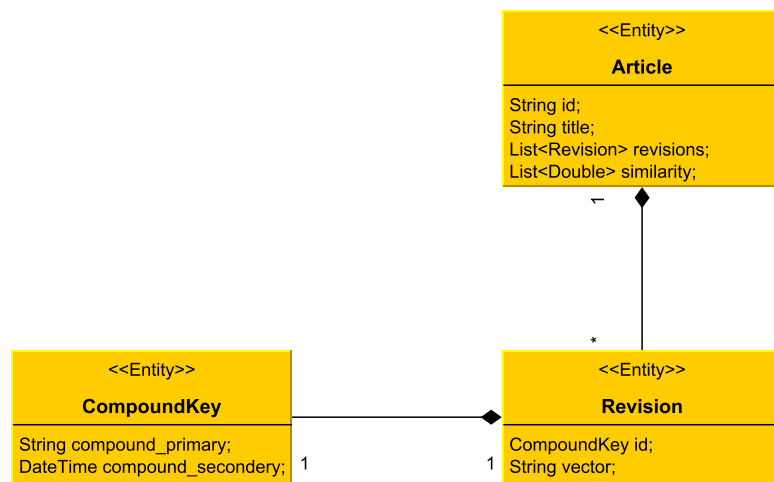 <<Entity>>
Article
String id;
String title;
List<Revision> revisions;
List<Double> similarity;
1
*
<<Entity>>
CompoundKey
String compound_primary;
DateTime compound_secondery;
1
1
<<Entity>>
Revision
CompoundKey id;
String vector;